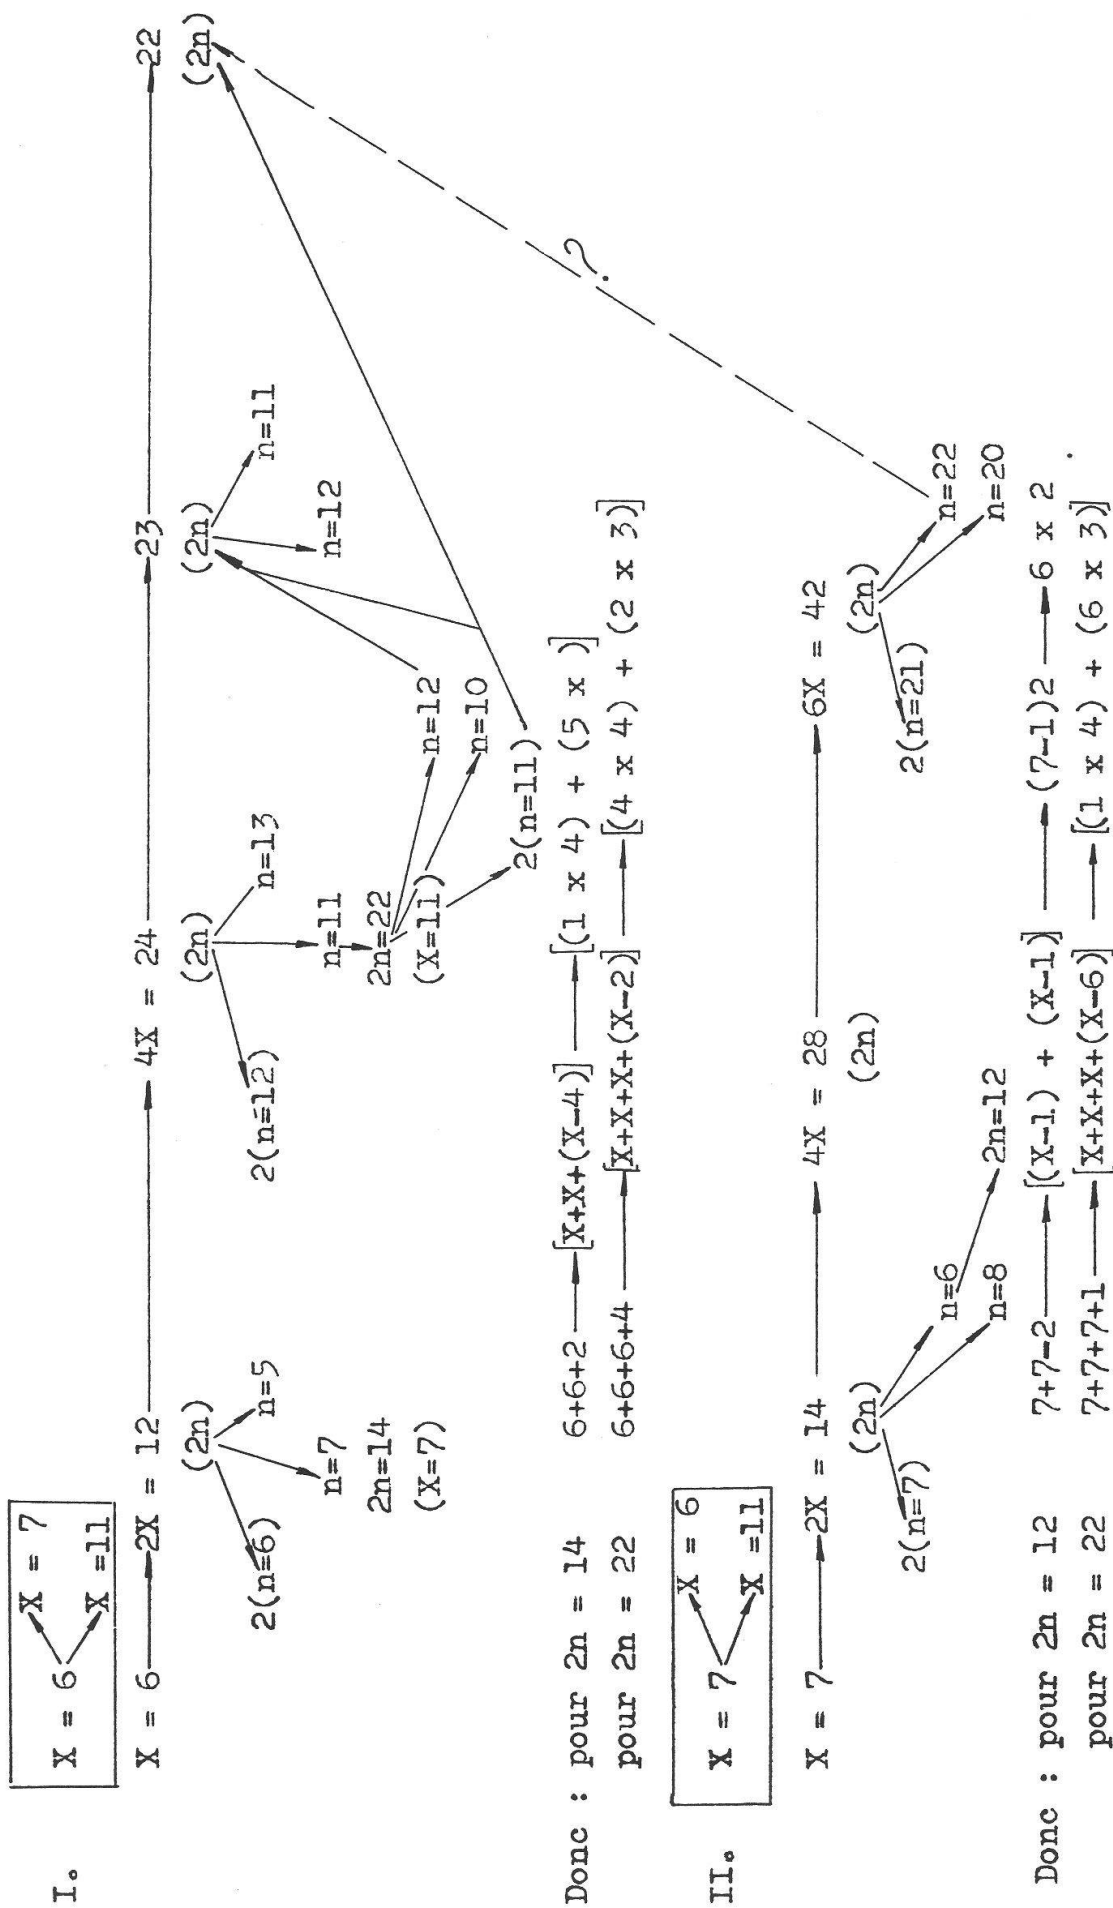 I.
X = 6 X = 7
X =11
X = 6 2X = 12 4X = 24 23 22
(2n) (2n) (2n) (2n)
2(n=6) n=5 2(n=12) n=13 n=11
n=7 n=11 n=12
2n=14 2n=22
(X=7) (X=11) n=12
n=10
2(n=11)
Donc : pour 2n = 14 6+6+2 [X+X+(X-4)] [(1 x 4) + (5 x )]
pour 2n = 22 6+6+6+4 [X+X+X+(X-2)] [(4 x 4) + (2 x 3)]
?
II.
X = 7 X = 6
X =11
X = 7 2X = 14 4X = 28 6X = 42
(2n) (2n) (2n)
2(n=7) n=6 2(n=21) n=22
n=8 2n=12 n=20
Donc : pour 2n = 12 7+7-2 [(X-1) + (X-1)] (7-1)2 6 x 2
pour 2n = 22 7+7+7+1 [X+X+X+(X-6)] [(1 x 4) + (6 x 3)]